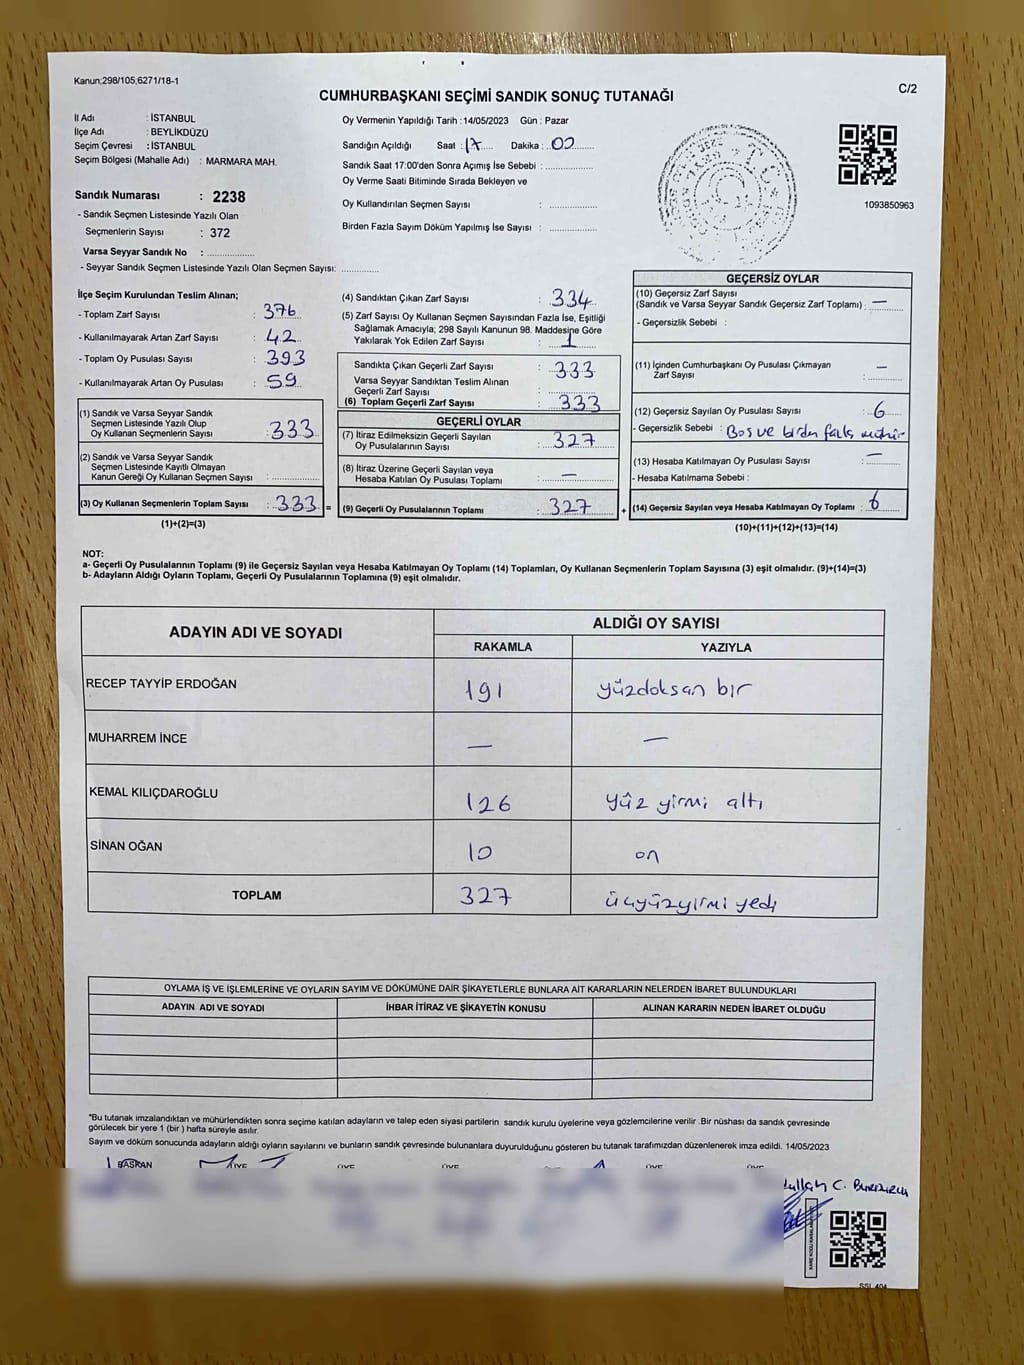 Kanun;298/105;6271/18-1
C/2
CUMHURBAŞKANI SEÇİMİ SANDIK SONUÇ TUTANAĞI
İl Adı : İSTANBUL
İlçe Adı : BEYLİKDÜZÜ
Seçim Çevresi : İSTANBUL
Seçim Bölgesi (Mahalle Adı) : MARMARA MAH.
Sandık Numarası : 2238
- Sandık Seçmen Listesinde Yazılı Olan
Seçmenlerin Sayısı : 372
Varsa Seyyar Sandık No :
- Seyyar Sandık Seçmen Listesinde Yazılı Olan Seçmen Sayısı:
Oy Vermenin Yapıldığı Tarih : 14/05/2023 Gün : Pazar
Sandığın Açıldığı Saat : 17 Dakika : 00
Sandık Saat 17:00'den Sonra Açımış İse Sebebi :
Oy Verme Saati Bitiminde Sırada Bekleyen ve
Oy Kullandırılan Seçmen Sayısı :
Birden Fazla Sayım Döküm Yapılmış İse Sayısı :
1093850963
İlçe Seçim Kurulundan Teslim Alınan;
- Toplam Zarf Sayısı : 376
- Kullanılmayarak Artan Zarf Sayısı : 42
- Toplam Oy Pusulası Sayısı : 393
- Kullanılmayarak Artan Oy Pusulası : 59
(1) Sandık ve Varsa Seyyar Sandık
Seçmen Listesinde Yazılı Olup
Oy Kullanan Seçmenlerin Sayısı : 333
(2) Sandık ve Varsa Seyyar Sandık
Seçmen Listesinde Kayıtlı Olmayan
Kanun Gereği Oy Kullanan Seçmen Sayısı :
(3) Oy Kullanan Seçmenlerin Toplam Sayısı : 333 =
(1)+(2)=(3)
(4) Sandıktan Çıkan Zarf Sayısı : 334
(5) Zarf Sayısı Oy Kullanan Seçmen Sayısından Fazla İse, Eşitliği
Sağlamak Amacıyla; 298 Sayılı Kanunun 98. Maddesine Göre
Yakılarak Yok Edilen Zarf Sayısı : 1
Sandıkta Çıkan Geçerli Zarf Sayısı : 333
Varsa Seyyar Sandıktan Teslim Alınan
Geçerli Zarf Sayısı :
(6) Toplam Geçerli Zarf Sayısı : 333
GEÇERLİ OYLAR
(7) İtiraz Edilmeksizin Geçerli Sayılan
Oy Pusulalarının Sayısı : 327
(8) İtiraz Üzerine Geçerli Sayılan veya
Hesaba Katılan Oy Pusulası Toplamı : —
(9) Geçerli Oy Pusulalarının Toplamı : 327 +
GEÇERSİZ OYLAR
(10) Geçersiz Zarf Sayısı
(Sandık ve Varsa Seyyar Sandık Geçersiz Zarf Toplamı) : —
- Geçersizlik Sebebi :
(11) İçinden Cumhurbaşkanı Oy Pusulası Çıkmayan
Zarf Sayısı : —
(12) Geçersiz Sayılan Oy Pusulası Sayısı : 6
- Geçersizlik Sebebi : Boş ve birden fazla mühür
(13) Hesaba Katılmayan Oy Pusulası Sayısı : —
- Hesaba Katılmama Sebebi :
(14) Geçersiz Sayılan veya Hesaba Katılmayan Oy Toplamı : 6
(10)+(11)+(12)+(13)=(14)
NOT:
a- Geçerli Oy Pusulalarının Toplamı (9) ile Geçersiz Sayılan veya Hesaba Katılmayan Oy Toplamı (14) Toplamları, Oy Kullanan Seçmenlerin Toplam Sayısına (3) eşit olmalıdır. (9)+(14)=(3)
b- Adayların Aldığı Oyların Toplamı, Geçerli Oy Pusulalarının Toplamına (9) eşit olmalıdır.
ADAYIN ADI VE SOYADI ALDIĞI OY SAYISI
RAKAMLA YAZIYLA
RECEP TAYYİP ERDOĞAN 191 yüzdoksan bir
MUHARREM İNCE — —
KEMAL KILIÇDAROĞLU 126 yüz yirmi altı
SİNAN OĞAN 10 on
TOPLAM 327 üçyüzyirmi yedi
OYLAMA İŞ VE İŞLEMLERİNE VE OYLARIN SAYIM VE DÖKÜMÜNE DAİR ŞİKAYETLERLE BUNLARA AİT KARARLARIN NELERDEN İBARET BULUNDUKLARI
ADAYIN ADI VE SOYADI İHBAR İTİRAZ VE ŞİKAYETİN KONUSU ALINAN KARARIN NEDEN İBARET OLDUĞU
*Bu tutanak imzalandıktan ve mühürlendikten sonra seçime katılan adayların ve talep eden siyasi partilerin sandık kurulu üyelerine veya gözlemcilerine verilir .Bir nüshası da sandık çevresinde
görülecek bir yere 1 (bir ) hafta süreyle asılır.
Sayım ve döküm sonucunda adayların aldığı oyların sayılarını ve bunların sandık çevresinde bulunanlara duyurulduğunu gösteren bu tutanak tarafımızdan düzenlenerek imza edildi. 14/05/2023
BAŞKAN ÜYE ÜYE ÜYE ÜYE ÜYE